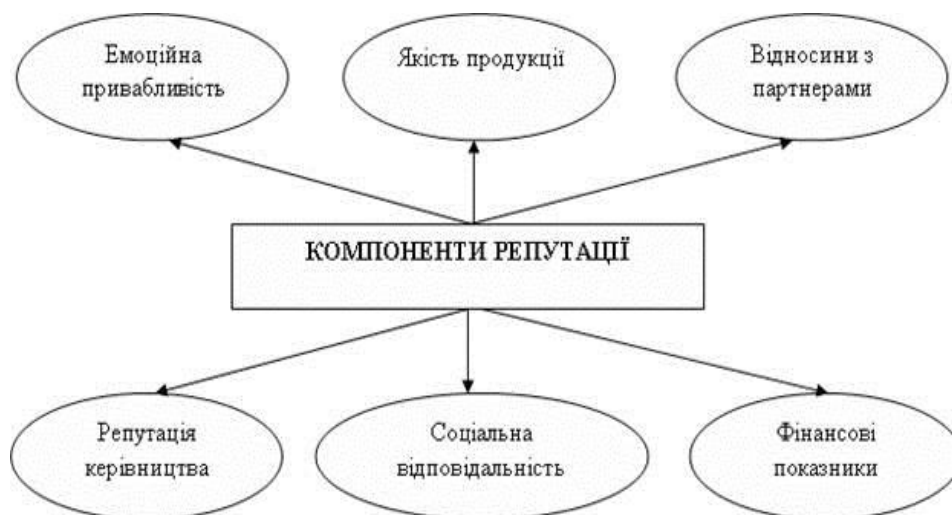 Емоційна
привабливість
Якість продукції
Відносини з
партнерами
КОМПОНЕНТИ РЕПУТАЦІЇ
Репутація
керівництва
Соціальна
відповідальність
Фінансові
показники